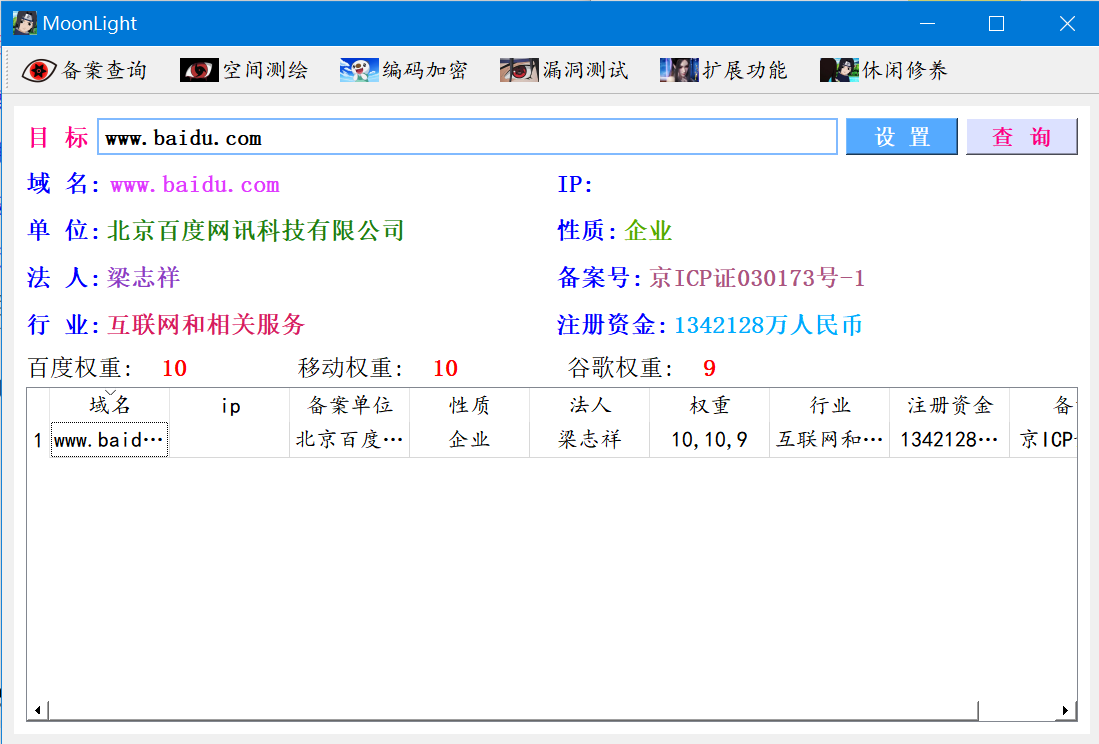 MoonLight
备案查询 空间测绘 编码加密 漏洞测试 扩展功能 休闲修养
目 标 www.baidu.com 设 置 查 询
域 名: www.baidu.com IP:
单 位: 北京百度网讯科技有限公司 性质: 企业
法 人: 梁志祥 备案号: 京ICP证030173号-1
行 业: 互联网和相关服务 注册资金: 1342128万人民币
百度权重: 10 移动权重: 10 谷歌权重: 9
域名 ip 备案单位 性质 法人 权重 行业 注册资金 备
1 www.baid… 北京百度… 企业 梁志祥 10,10,9 互联网和… 1342128… 京ICP